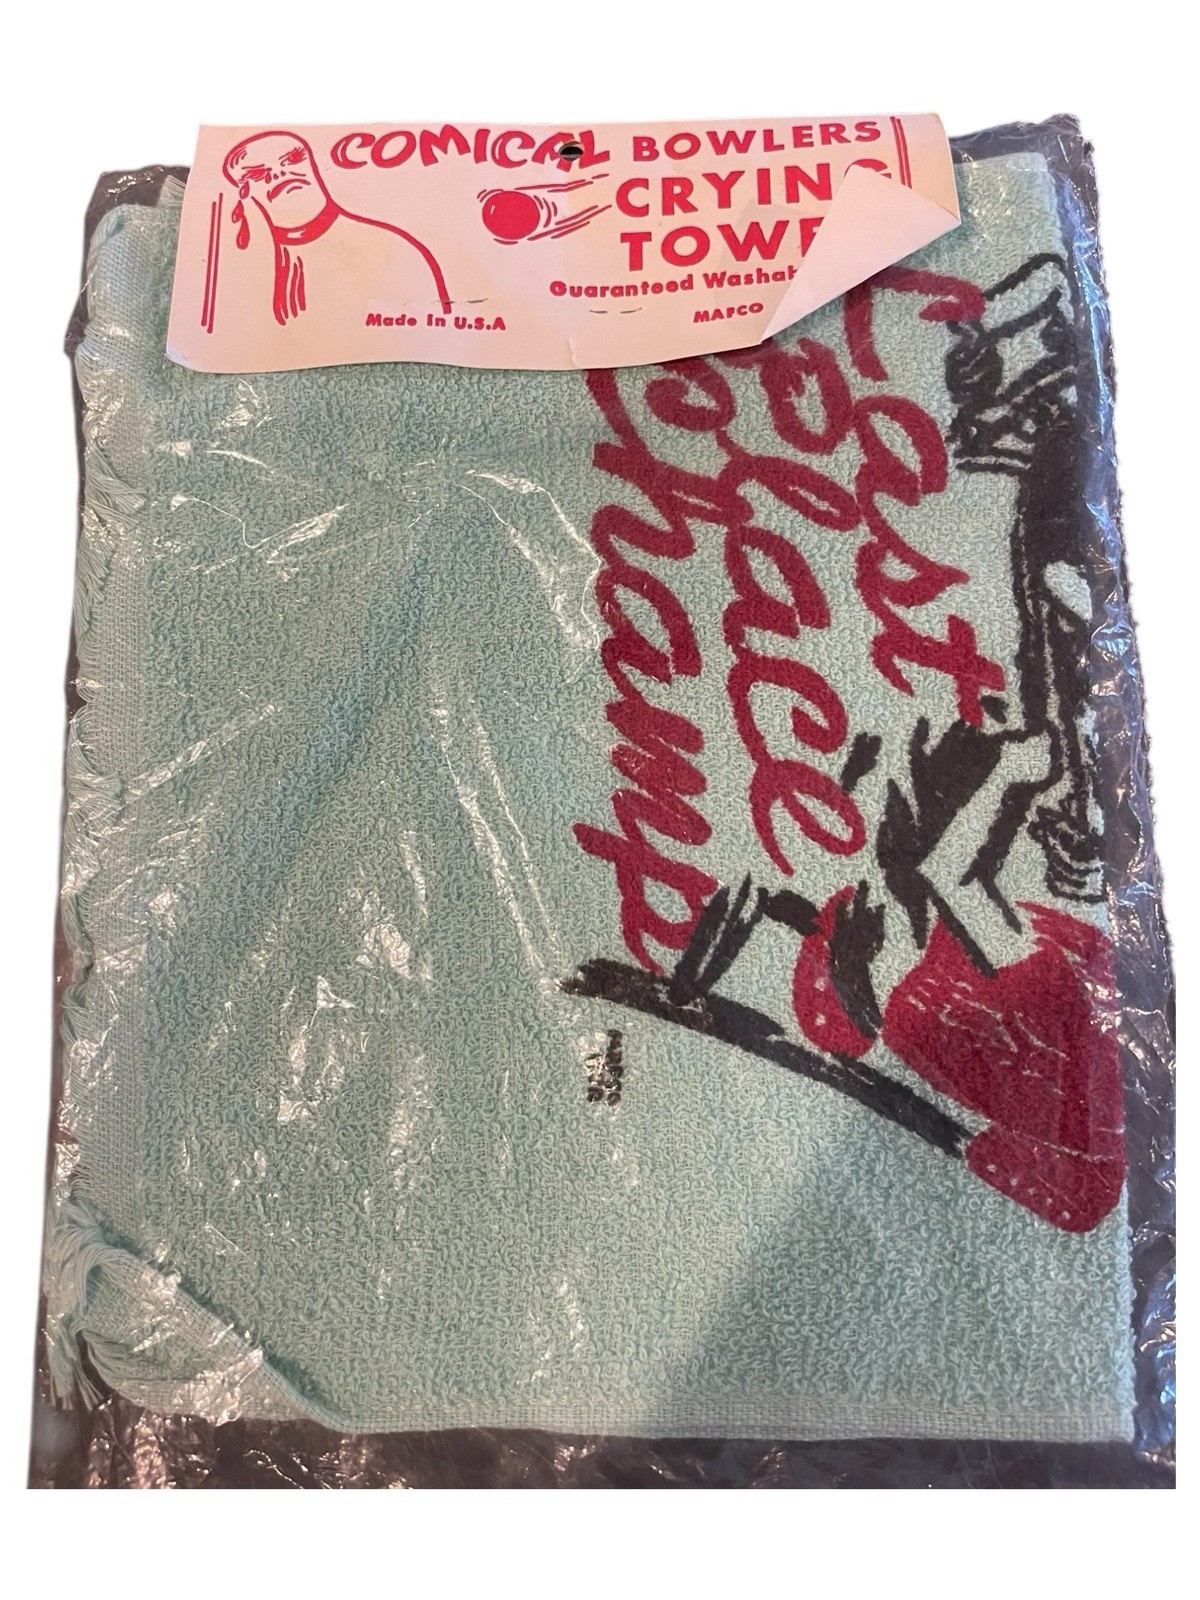 COMICAL BOWLERS
CRYING
TOWE
Guaranteed Washab
MAFCO
Made in U.S.A
Last
Place
Champ